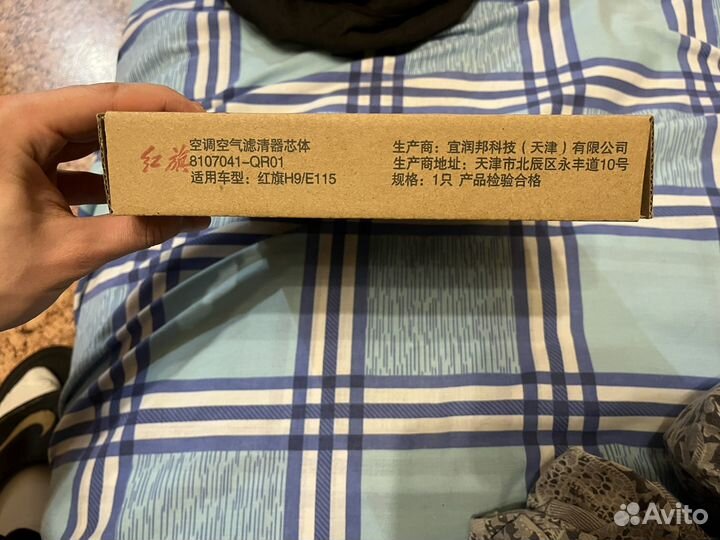 红旗
空调空气滤清器芯体
8107041-QR01
适用车型：红旗H9/E115
生产商：宜润邦科技（天津）有限公司
生产商地址：天津市北辰区永丰道10号
规格：1只 产品检验合格
Avito